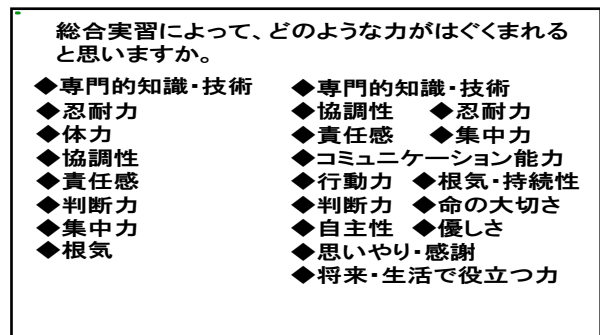 総合実習によって、どのような力がはぐくまれる
と思いますか。
◆専門的知識・技術
◆忍耐力
◆体力
◆協調性
◆責任感
◆判断力
◆集中力
◆根気
◆専門的知識・技術
◆協調性 ◆忍耐力
◆責任感 ◆集中力
◆コミュニケーション能力
◆行動力 ◆根気・持続性
◆判断力 ◆命の大切さ
◆自主性 ◆優しさ
◆思いやり・感謝
◆将来・生活で役立つ力